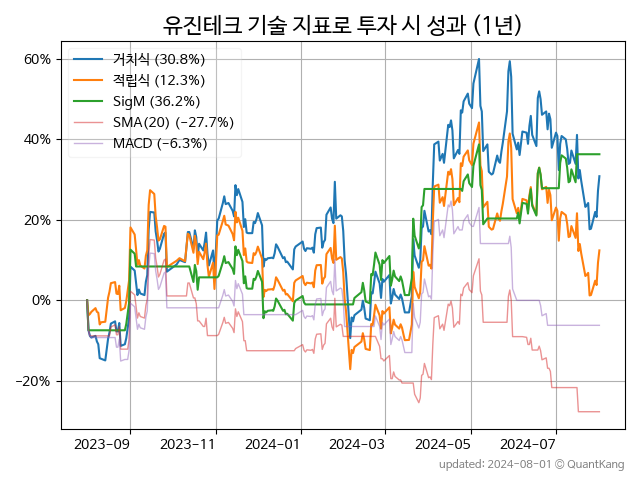 유진테크 기술 지표로 투자 시 성과 (1년)
60%
40%
20%
0%
−20%
거치식 (30.8%)
적립식 (12.3%)
SigM (36.2%)
SMA(20) (−27.7%)
MACD (−6.3%)
2023-09
2023-11
2024-01
2024-03
2024-05
2024-07
updated: 2024-08-01 © QuantKang